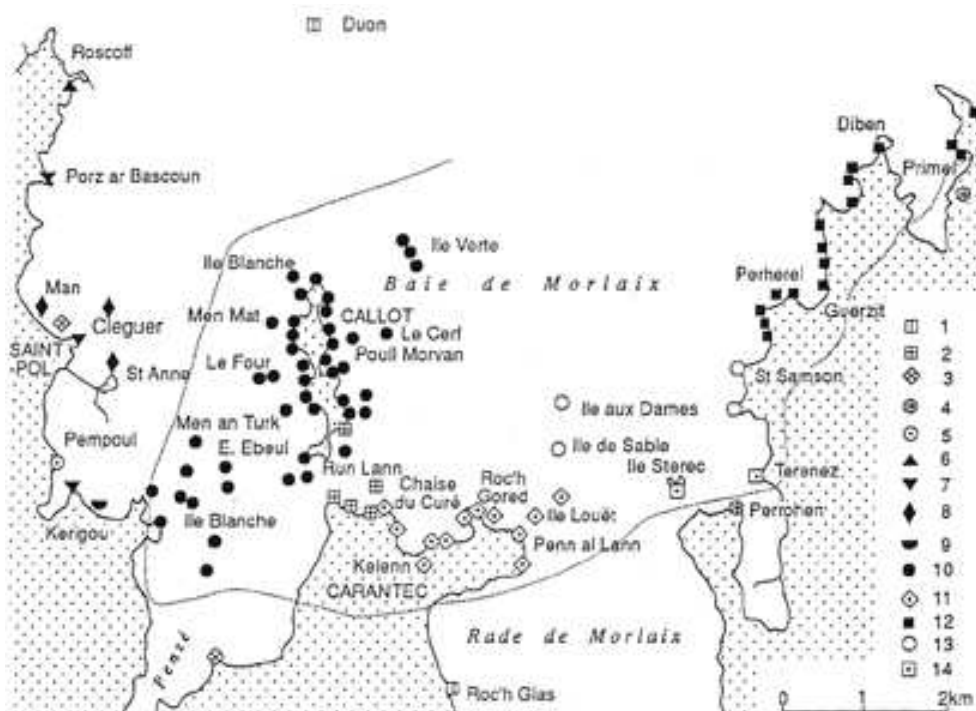 Duon
Roscoff
Diben
Primel
Porz ar Bascoun
Ile Verte
Ile Blanche
Baie de Morlaix
Man
Perherel
Cleguer
Men Mat
CALLOT
Guerzit
Le Cerf
SAINT
POL
Poull Morvan
St Anne
Le Four
St Samson
Ile aux Dames
Pempoul
Men an Turk
E. Ebeul
Ile de Sable
Run Lann
Ile Sterec
Terenez
Chaise
du Curé
Roc'h
Gored
Ile Blanche
Ile Louët
Perrohen
Kerigou
Penn al Lann
Kelenn
CARANTEC
Penzé
Rade de Morlaix
Roc'h Glas
1
2
3
4
5
6
7
8
9
10
11
12
13
14
0 1 2km